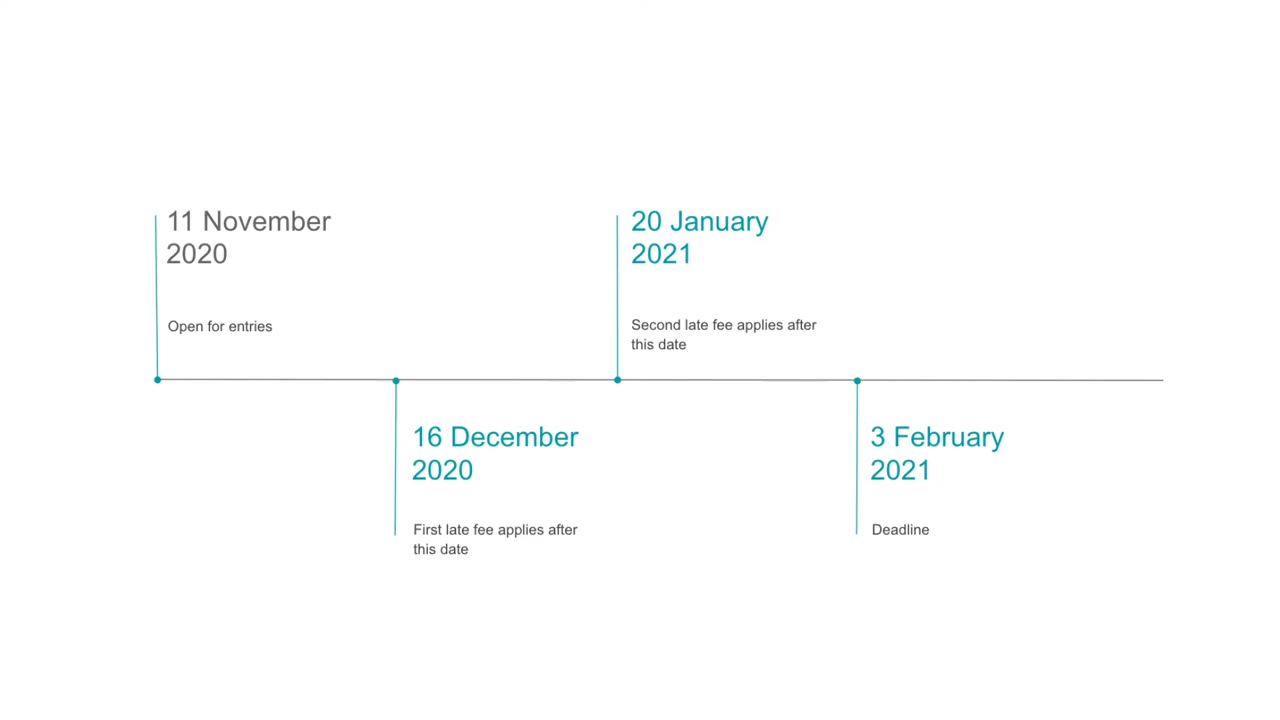 11 November
2020
Open for entries
16 December
2020
First late fee applies after
this date
20 January
2021
Second late fee applies after
this date
3 February
2021
Deadline